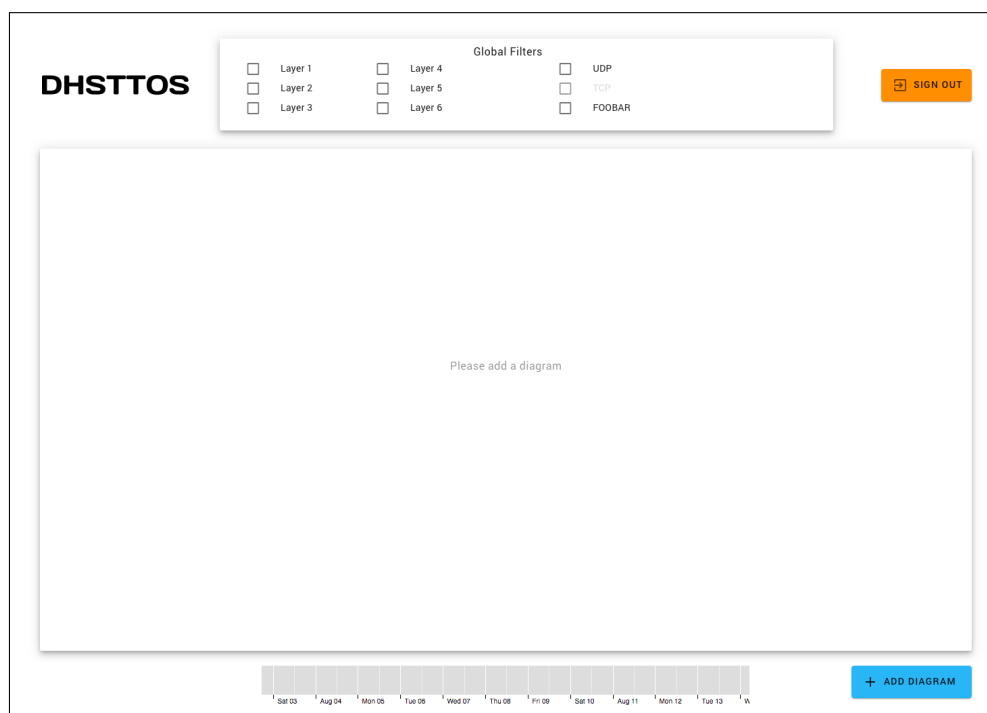 Global Filters
DHSTTOS
Layer 1 Layer 4 UDP
Layer 2 Layer 5 TCP
Layer 3 Layer 6 FOOBAR
SIGN OUT
Please add a diagram
Sat 03 Aug 04 Mon 05 Tue 06 Wed 07 Thu 08 Fri 09 Sat 10 Aug 11 Mon 12 Tue 13
+ ADD DIAGRAM